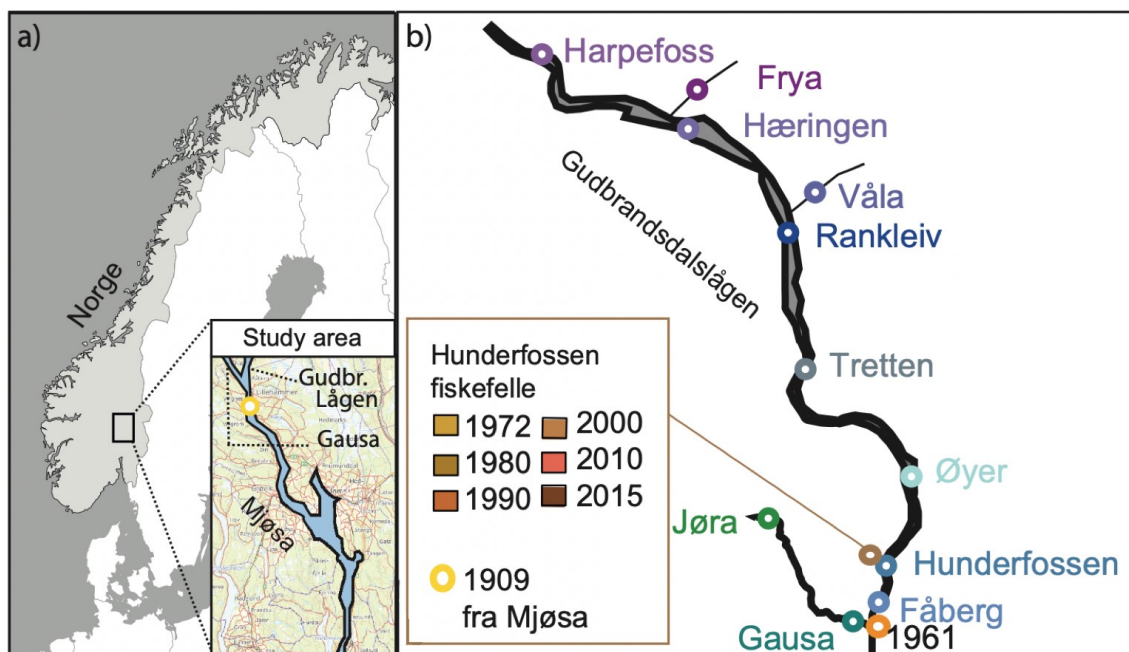 a)
Norge
Study area
Gudbr.
Lågen
Gausa
Mjøsa
b)
Harpefoss
Frya
Hæringen
Våla
Rankleiv
Gudbrandsdalslågen
Tretten
Øyer
Jøra
Hunderfossen
Fåberg
Gausa
1961
Hunderfossen
fiskefelle
1972 2000
1980 2010
1990 2015
1909
fra Mjøsa